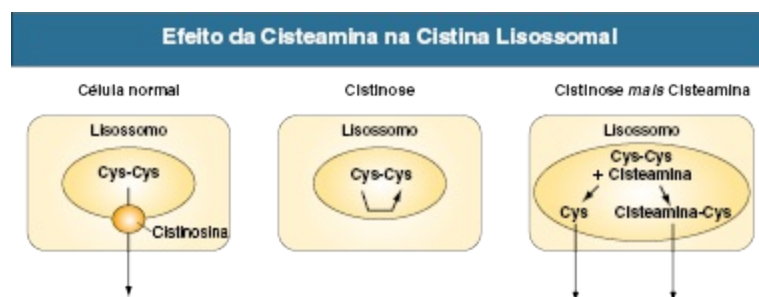 Efeito da Cisteamina na Cistina Lisossomal
Célula normal
Lisossomo
Cys-Cys
Cistinosina
Cistinose
Lisossomo
Cys-Cys
Cistinose mais Cisteamina
Lisossomo
Cys-Cys
+ Cisteamina
Cys
Cisteamina-Cys